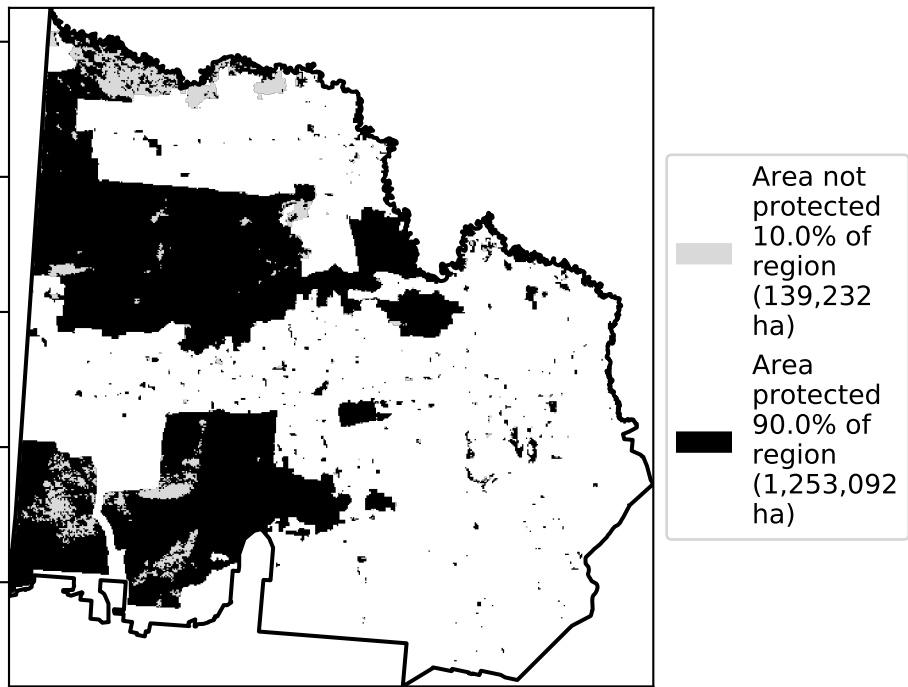 Area not
protected
10.0% of
region
(139,232
ha)
Area
protected
90.0% of
region
(1,253,092
ha)